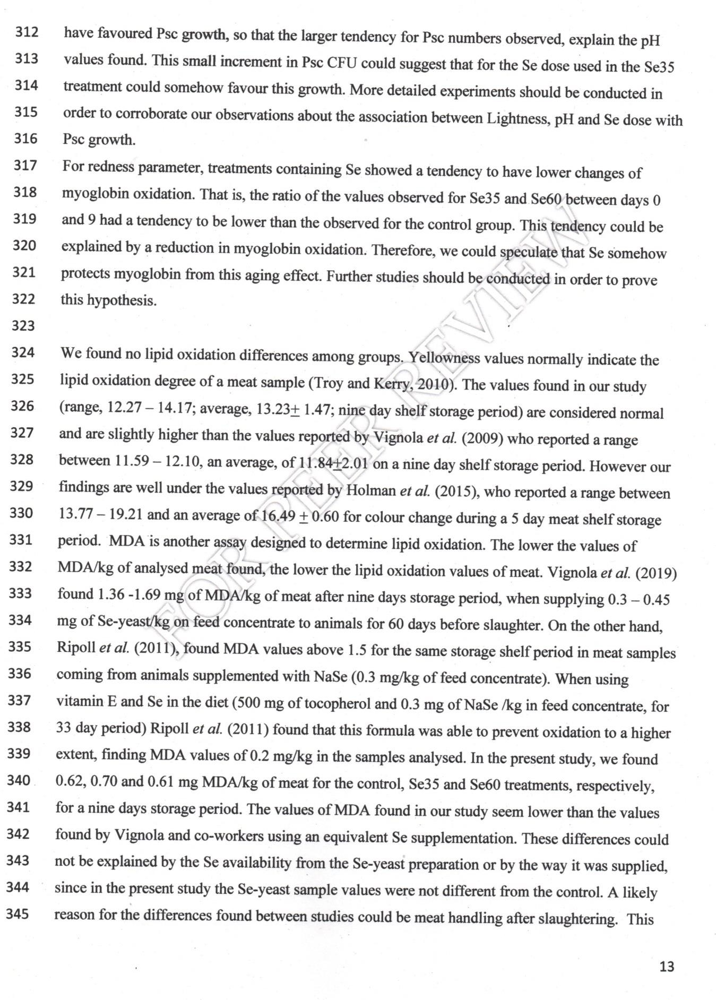 312 have favoured Psc growth, so that the larger tendency for Psc numbers observed, explain the pH
313 values found. This small increment in Psc CFU could suggest that for the Se dose used in the Se35
314 treatment could somehow favour this growth. More detailed experiments should be conducted in
315 order to corroborate our observations about the association between Lightness, pH and Se dose with
316 Psc growth.
317 For redness parameter, treatments containing Se showed a tendency to have lower changes of
318 myoglobin oxidation. That is, the ratio of the values observed for Se35 and Se60 between days 0
319 and 9 had a tendency to be lower than the observed for the control group. This tendency could be
320 explained by a reduction in myoglobin oxidation. Therefore, we could speculate that Se somehow
321 protects myoglobin from this aging effect. Further studies should be conducted in order to prove
322 this hypothesis.
323
324 We found no lipid oxidation differences among groups. Yellowness values normally indicate the
325 lipid oxidation degree of a meat sample (Troy and Kerry, 2010). The values found in our study
326 (range, 12.27 – 14.17; average, 13.23± 1.47; nine day shelf storage period) are considered normal
327 and are slightly higher than the values reported by Vignola et al. (2009) who reported a range
328 between 11.59 – 12.10, an average, of 11.84±2.01 on a nine day shelf storage period. However our
329 findings are well under the values reported by Holman et al. (2015), who reported a range between
330 13.77 – 19.21 and an average of 16.49 ± 0.60 for colour change during a 5 day meat shelf storage
331 period. MDA is another assay designed to determine lipid oxidation. The lower the values of
332 MDA/kg of analysed meat found, the lower the lipid oxidation values of meat. Vignola et al. (2019)
333 found 1.36 -1.69 mg of MDA/kg of meat after nine days storage period, when supplying 0.3 – 0.45
334 mg of Se-yeast/kg on feed concentrate to animals for 60 days before slaughter. On the other hand,
335 Ripoll et al. (2011), found MDA values above 1.5 for the same storage shelf period in meat samples
336 coming from animals supplemented with NaSe (0.3 mg/kg of feed concentrate). When using
337 vitamin E and Se in the diet (500 mg of tocopherol and 0.3 mg of NaSe /kg in feed concentrate, for
338 33 day period) Ripoll et al. (2011) found that this formula was able to prevent oxidation to a higher
339 extent, finding MDA values of 0.2 mg/kg in the samples analysed. In the present study, we found
340 0.62, 0.70 and 0.61 mg MDA/kg of meat for the control, Se35 and Se60 treatments, respectively,
341 for a nine days storage period. The values of MDA found in our study seem lower than the values
342 found by Vignola and co-workers using an equivalent Se supplementation. These differences could
343 not be explained by the Se availability from the Se-yeast preparation or by the way it was supplied,
344 since in the present study the Se-yeast sample values were not different from the control. A likely
345 reason for the differences found between studies could be meat handling after slaughtering. This
13
FOR PEER REVIEW